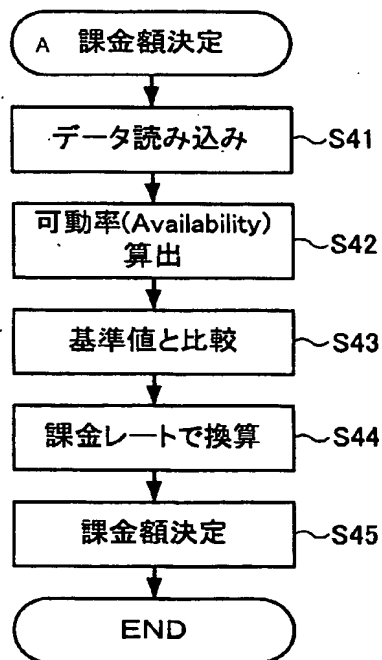 A 課金額決定
データ読み込み
S41
可動率(Availability)
算出
S42
基準値と比較
S43
課金レートで換算
S44
課金額決定
S45
END